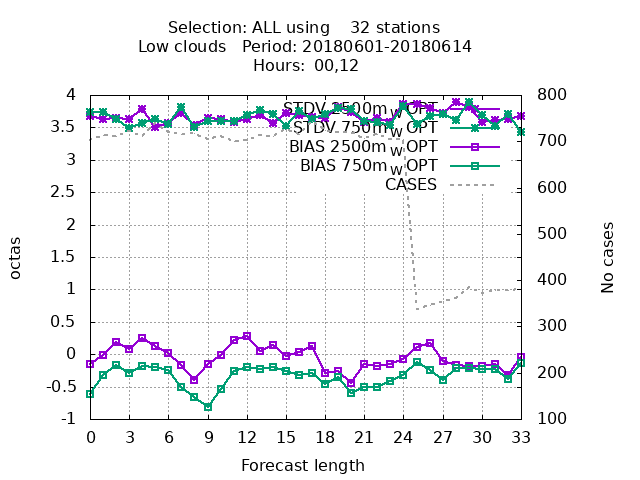 Selection: ALL using    32 stations
Low clouds   Period: 20180601-20180614
Hours:  00,12
STDV 2500m w OPT
STDV 750m w OPT
BIAS 2500m w OPT
BIAS 750m w OPT
CASES
4
3.5
3
2.5
2
1.5
1
0.5
0
-0.5
-1
octas
800
700
600
500
400
300
200
100
No cases
0 3 6 9 12 15 18 21 24 27 30 33
Forecast length